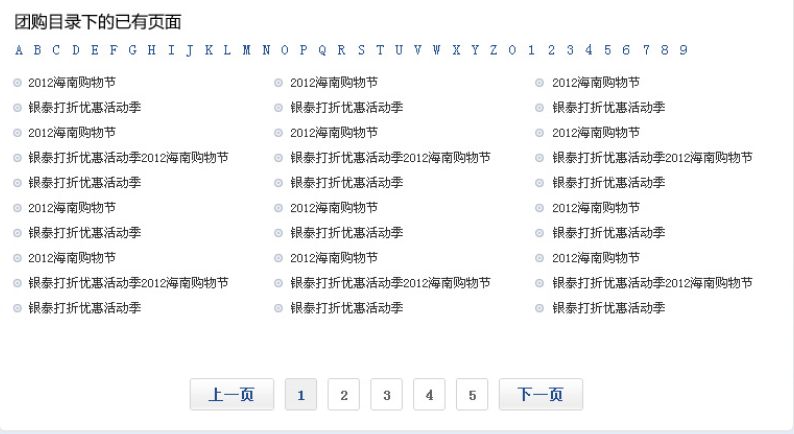 团购目录下的已有页面
A B C D E F G H I J K L M N O P Q R S T U V W X Y Z 0 1 2 3 4 5 6 7 8 9
2012海南购物节 2012海南购物节 2012海南购物节
银泰打折优惠活动季 银泰打折优惠活动季 银泰打折优惠活动季
2012海南购物节 2012海南购物节 2012海南购物节
银泰打折优惠活动季2012海南购物节 银泰打折优惠活动季2012海南购物节 银泰打折优惠活动季2012海南购物节
银泰打折优惠活动季 银泰打折优惠活动季 银泰打折优惠活动季
2012海南购物节 2012海南购物节 2012海南购物节
银泰打折优惠活动季 银泰打折优惠活动季 银泰打折优惠活动季
2012海南购物节 2012海南购物节 2012海南购物节
银泰打折优惠活动季2012海南购物节 银泰打折优惠活动季2012海南购物节 银泰打折优惠活动季2012海南购物节
银泰打折优惠活动季 银泰打折优惠活动季 银泰打折优惠活动季
上一页 1 2 3 4 5 下一页